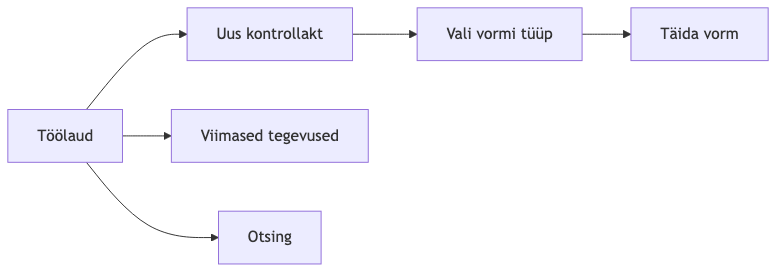 Uus kontrollakt
Vali vormi tüüp
Täida vorm
Töölaud
Viimased tegevused
Otsing